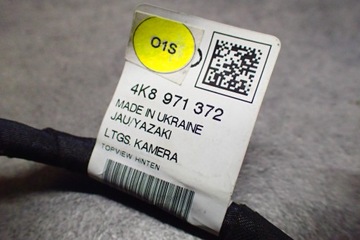 O1S
4K8 971 372
MADE IN UKRAINE
JAU/YAZAKI
LTGS. KAMERA
TOPVIEW HINTEN